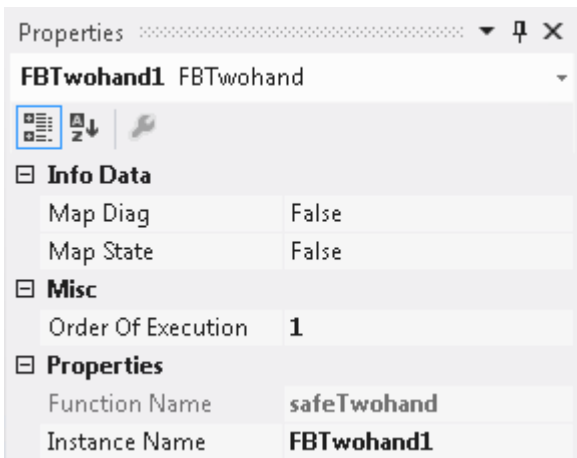 Properties
FBTwohand1 FBTwohand
Info Data
Map Diag False
Map State False
Misc
Order Of Execution 1
Properties
Function Name safeTwohand
Instance Name FBTwohand1